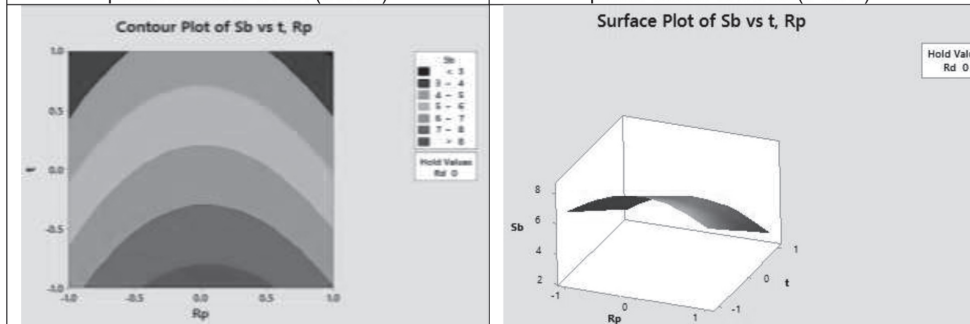 Contour Plot of Sb vs t, Rp
1.0
0.5
0.0
-0.5
-1.0
t
-1.0 -0.5 0.0 0.5 1.0
Rp
Sb
< 3
3 – 4
4 – 5
5 – 6
6 – 7
7 – 8
> 8
Hold Values
Rd 0
Surface Plot of Sb vs t, Rp
Rd 0
8
6
4
2
Sb
-1
0
1
Rp
-1
0
1
t